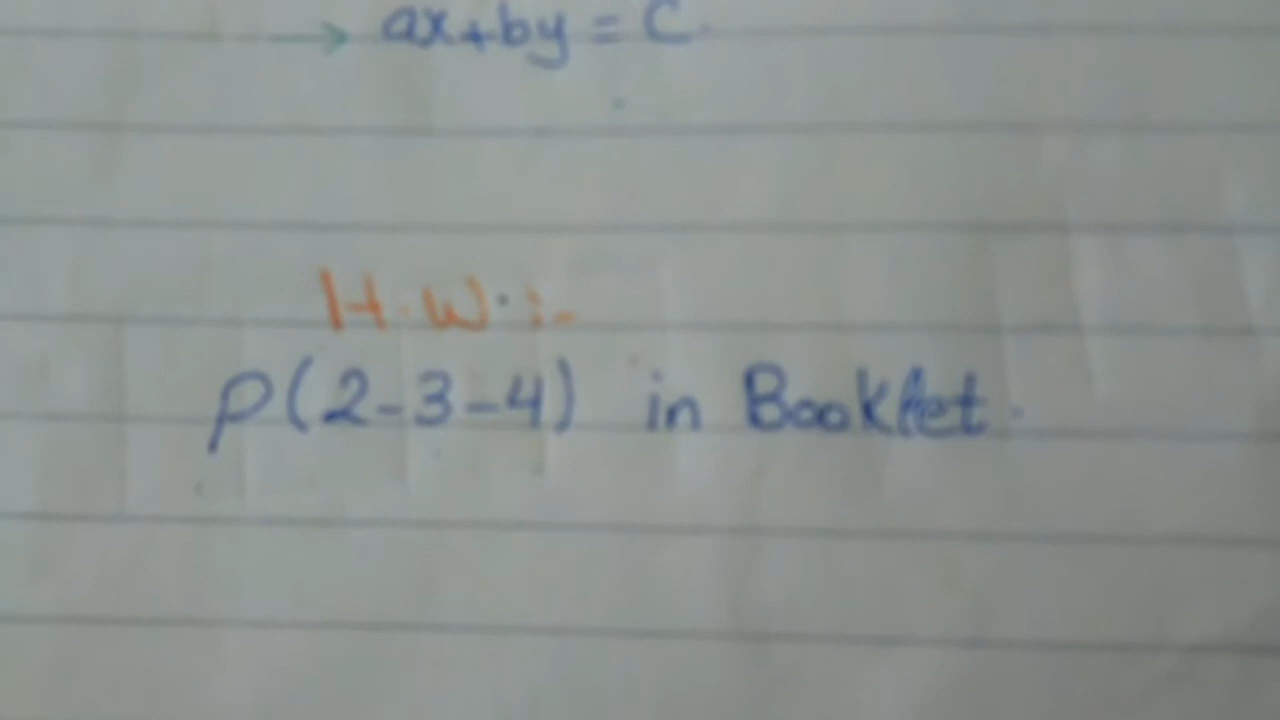 → ax+by = C
H.W. :-
P(2-3-4) in Booklet.